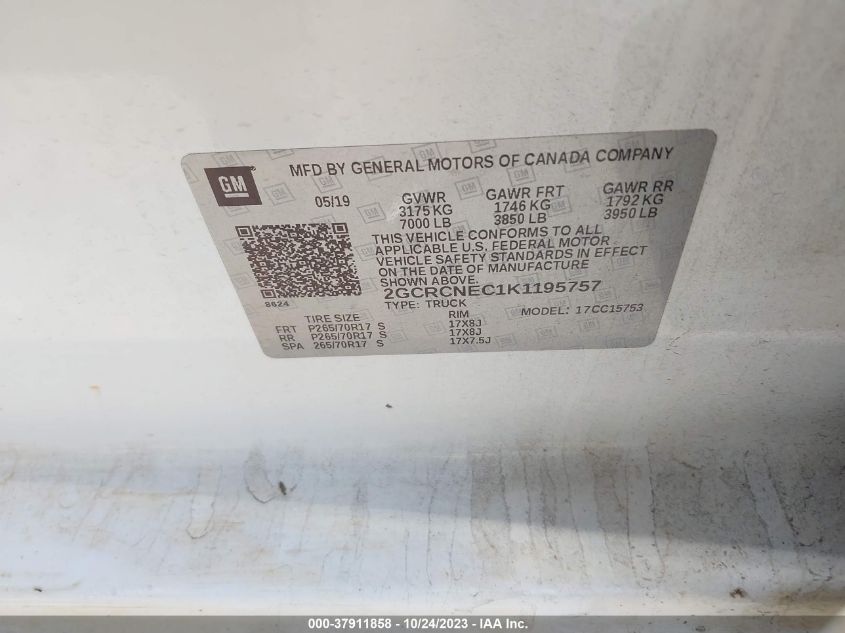 GM
MFD BY GENERAL MOTORS OF CANADA COMPANY
05/19 GVWR GAWR FRT GAWR RR
3175 KG 1746 KG 1792 KG
7000 LB 3850 LB 3950 LB
THIS VEHICLE CONFORMS TO ALL
APPLICABLE U.S. FEDERAL MOTOR
VEHICLE SAFETY STANDARDS IN EFFECT
ON THE DATE OF MANUFACTURE
SHOWN ABOVE.
2GCRCNEC1K1195757
8624 TYPE: TRUCK MODEL: 17CC15753
TIRE SIZE RIM
FRT P265/70R17 S 17X8J
RR P265/70R17 S 17X8J
SPA 265/70R17 S 17X7.5J
000-37911858 - 10/24/2023 - IAA Inc.